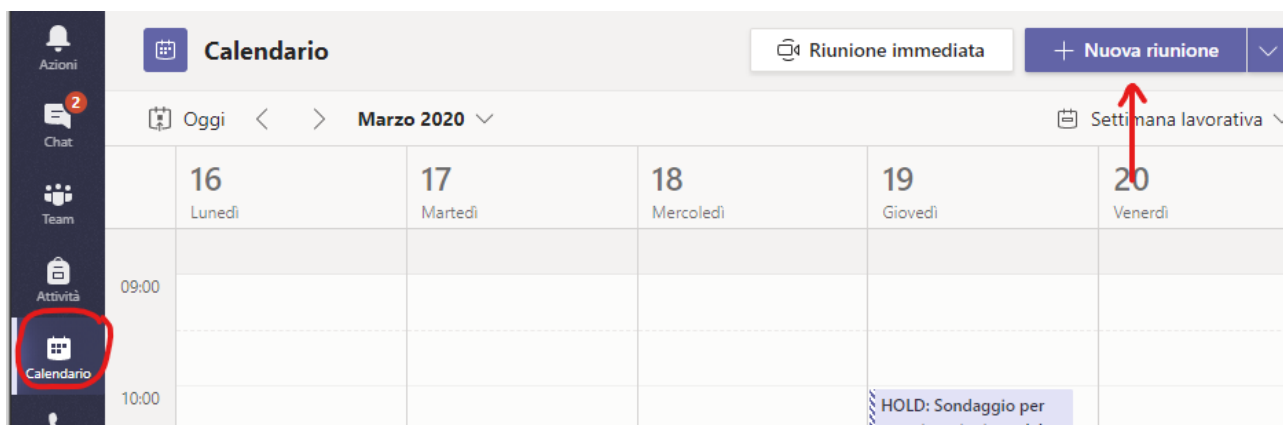 Azioni
Calendario
Riunione immediata
Nuova riunione
2
Chat
Oggi
Marzo 2020
Settimana lavorativa
Team
16
Lunedì
17
Martedì
18
Mercoledì
19
Giovedì
20
Venerdì
Attività
09:00
Calendario
10:00
HOLD: Sondaggio per